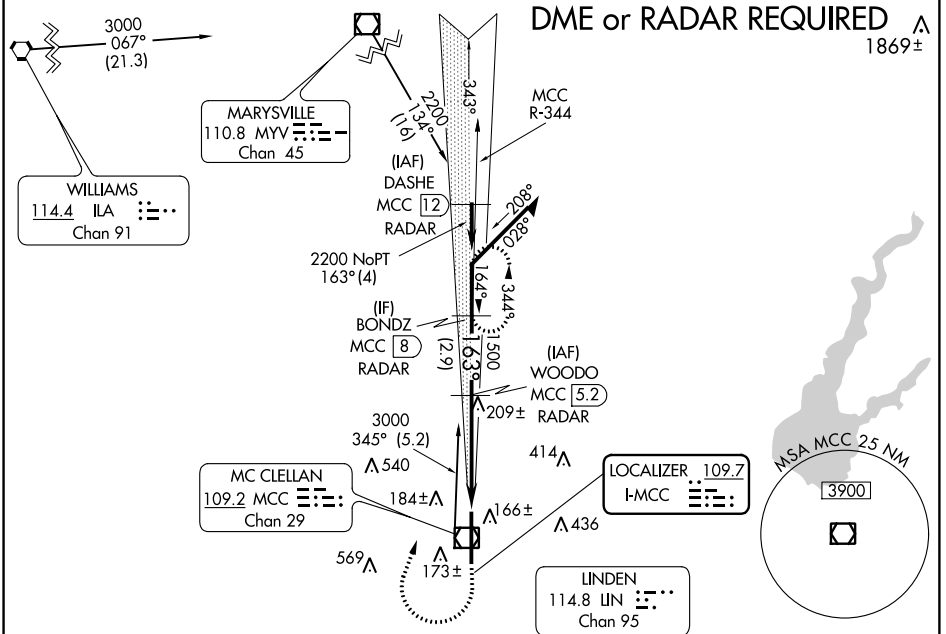 DME or RADAR REQUIRED
1869±
3000
067°
(21.3)
MARYSVILLE
110.8 MYV
Chan 45
2200
134°
(16)
343°
MCC
R-344
WILLIAMS
114.4 ILA
Chan 91
(IAF)
DASHE
MCC 12
RADAR
208°
028°
2200 NoPT
163° (4)
164°
344°
(IF)
BONDZ
MCC 8
RADAR
(2.9)
163°
1500
(IAF)
WOODO
MCC 5.2
RADAR
209±
3000
345° (5.2)
540
414
MSA MCC 25 NM
3900
MC CLELLAN
109.2 MCC
Chan 29
184±
166±
LOCALIZER 109.7
I-MCC
436
569
173±
LINDEN
114.8 LIN
Chan 95